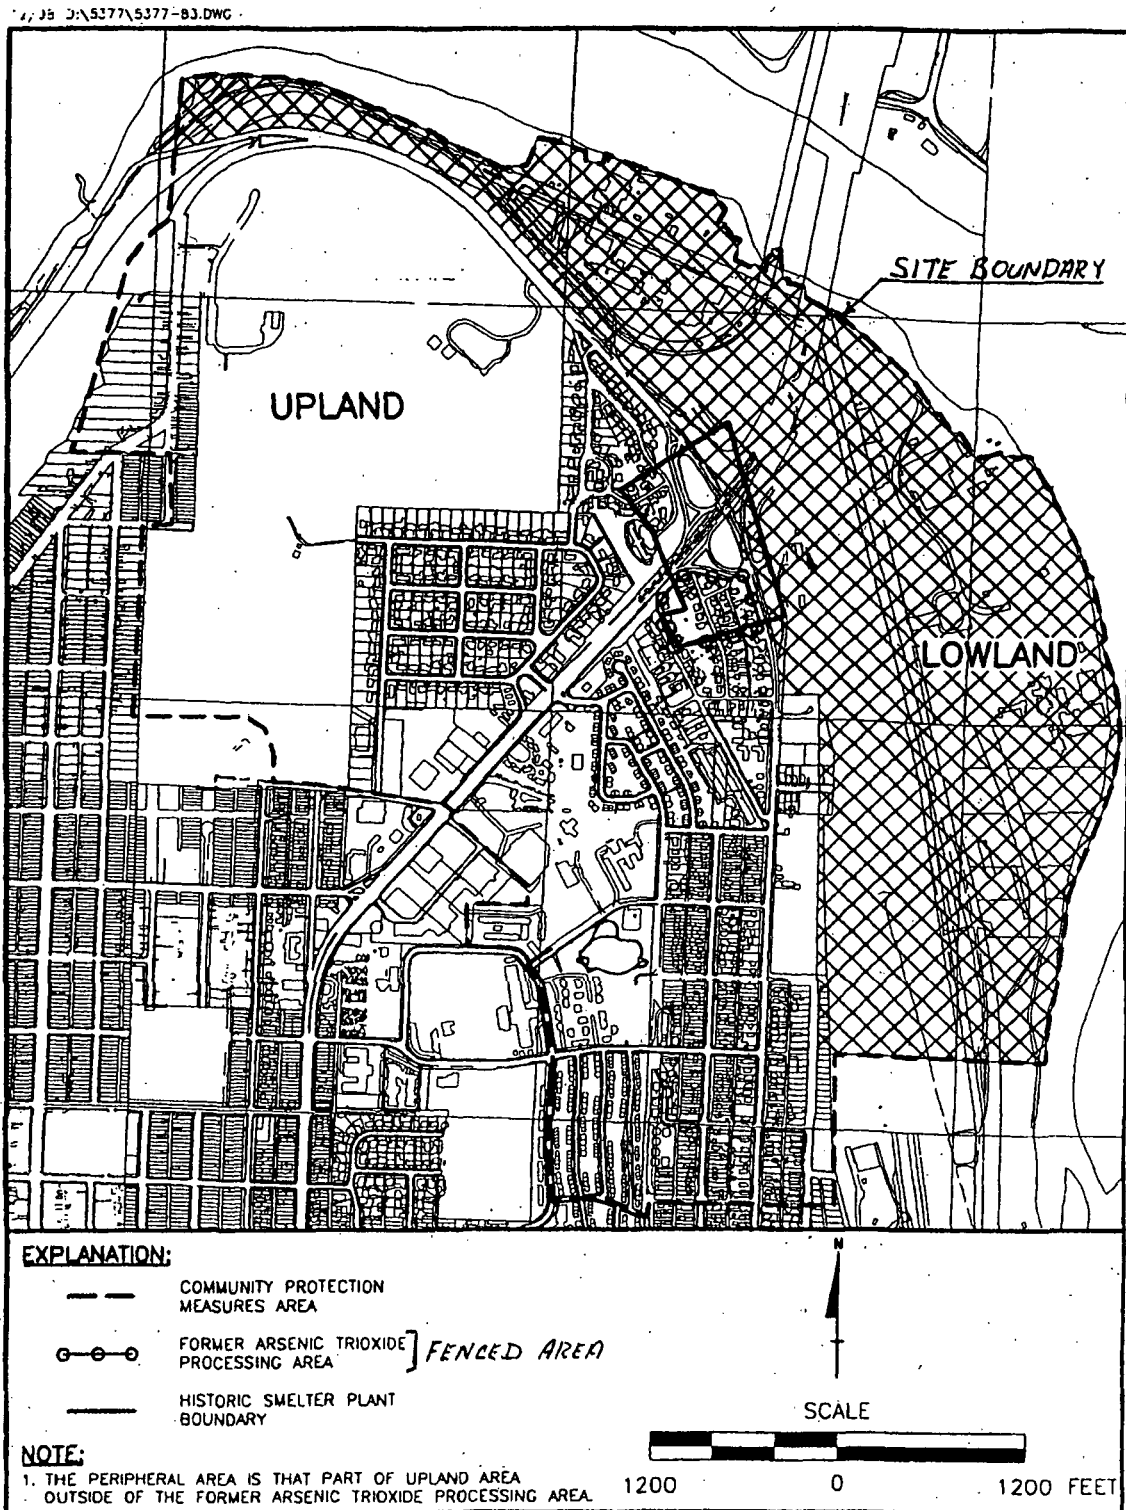 J:\5377\5377-B3.DWG
SITE BOUNDARY
UPLAND
LOWLAND
EXPLANATION:
COMMUNITY PROTECTION
MEASURES AREA
FORMER ARSENIC TRIOXIDE
PROCESSING AREA
] FENCED AREA
HISTORIC SMELTER PLANT
BOUNDARY
NOTE:
1. THE PERIPHERAL AREA IS THAT PART OF UPLAND AREA
OUTSIDE OF THE FORMER ARSENIC TRIOXIDE PROCESSING AREA.
N
SCALE
1200 0 1200 FEET